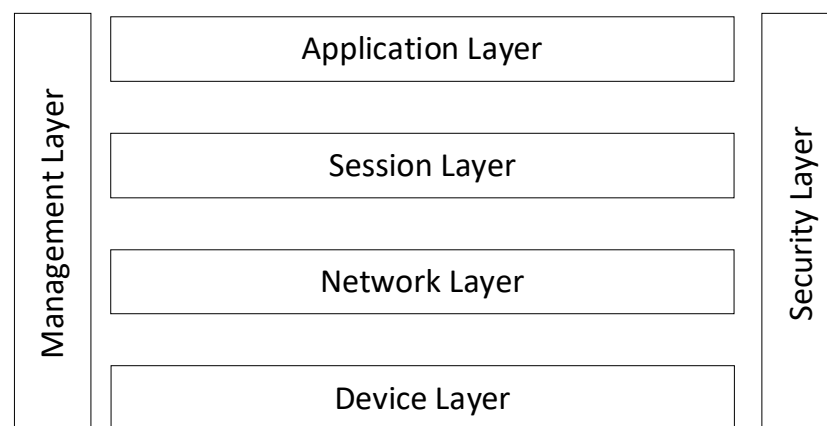 Management Layer
Application Layer
Session Layer
Network Layer
Device Layer
Security Layer